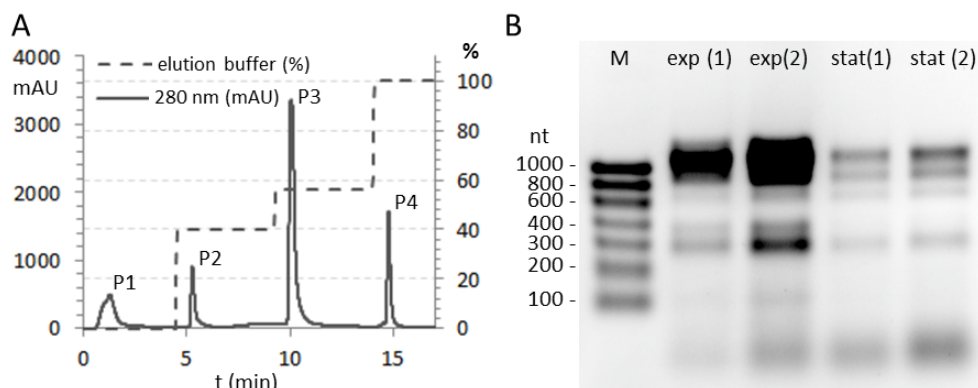 A
4000
mAU
3000
2000
1000
0
elution buffer (%)
280 nm (mAU)
P1
P2
P3
P4
%
100
80
60
40
20
0
0 5 10 15
t (min)
B
M exp (1) exp(2) stat(1) stat (2)
nt
1000 -
800 -
600 -
400 -
300 -
200 -
100 -